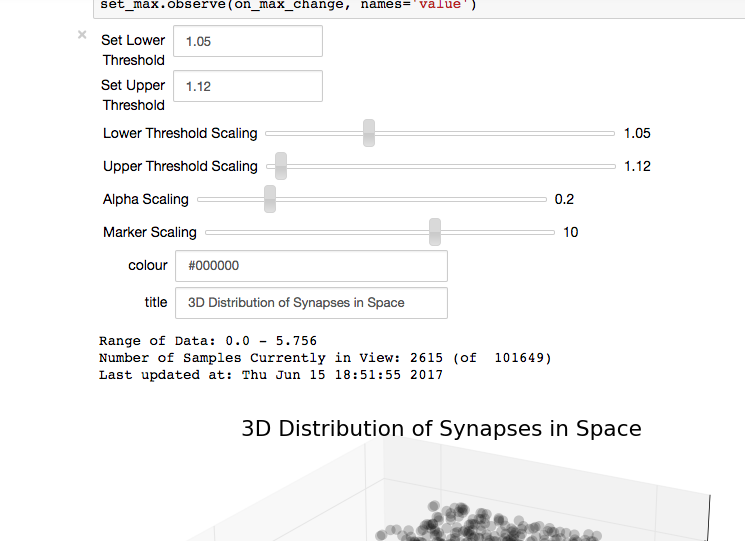 set_max.observe(on_max_change, names='value')
×
Set Lower
Threshold
1.05
Set Upper
Threshold
1.12
Lower Threshold Scaling 1.05
Upper Threshold Scaling 1.12
Alpha Scaling 0.2
Marker Scaling 10
colour #000000
title 3D Distribution of Synapses in Space
Range of Data: 0.0 - 5.756
Number of Samples Currently in View: 2615 (of  101649)
Last updated at: Thu Jun 15 18:51:55 2017
3D Distribution of Synapses in Space